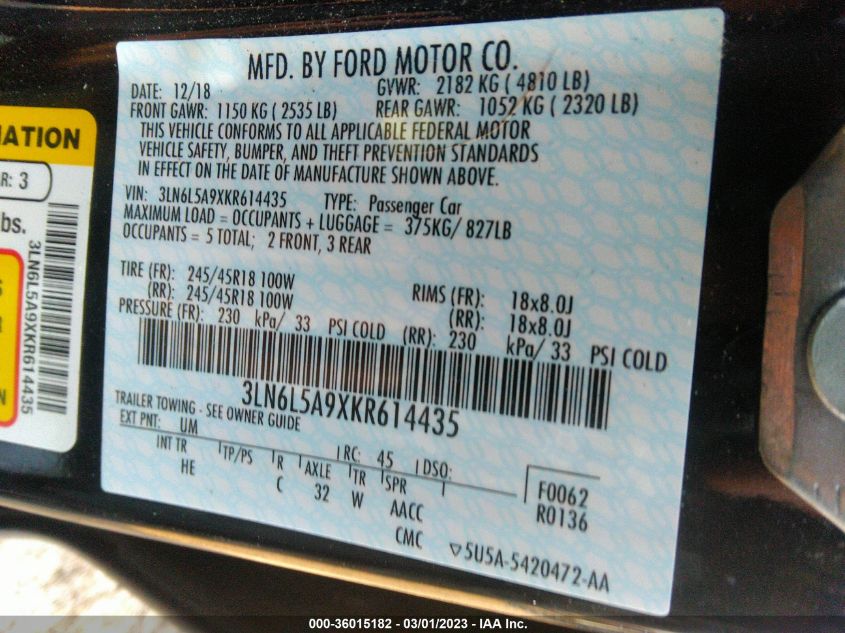 MFD. BY FORD MOTOR CO.
DATE: 12/18 GVWR: 2182 KG ( 4810 LB)
FRONT GAWR: 1150 KG ( 2535 LB) REAR GAWR: 1052 KG ( 2320 LB)
THIS VEHICLE CONFORMS TO ALL APPLICABLE FEDERAL MOTOR
VEHICLE SAFETY, BUMPER, AND THEFT PREVENTION STANDARDS
IN EFFECT ON THE DATE OF MANUFACTURE SHOWN ABOVE.
VIN: 3LN6L5A9XKR614435 TYPE: Passenger Car
MAXIMUM LOAD = OCCUPANTS + LUGGAGE = 375KG/ 827LB
OCCUPANTS = 5 TOTAL; 2 FRONT, 3 REAR
TIRE (FR): 245/45R18 100W RIMS (FR): 18x8.0J
(RR): 245/45R18 100W (RR): 18x8.0J
PRESSURE (FR): 230 kPa/ 33 PSI COLD (RR): 230 kPa/ 33 PSI COLD
3LN6L5A9XKR614435
TRAILER TOWING - SEE OWNER GUIDE
EXT PNT: UM RC: 45 DSO:
INT TR TP/PS R AXLE TR SPR F0062
HE C 32 W AACC R0136
CMC
▽5U5A-5420472-AA
MATION
R: 3
bs.
3LN6L5A9XKR614435
S
N
000-36015182 - 03/01/2023 - IAA Inc.